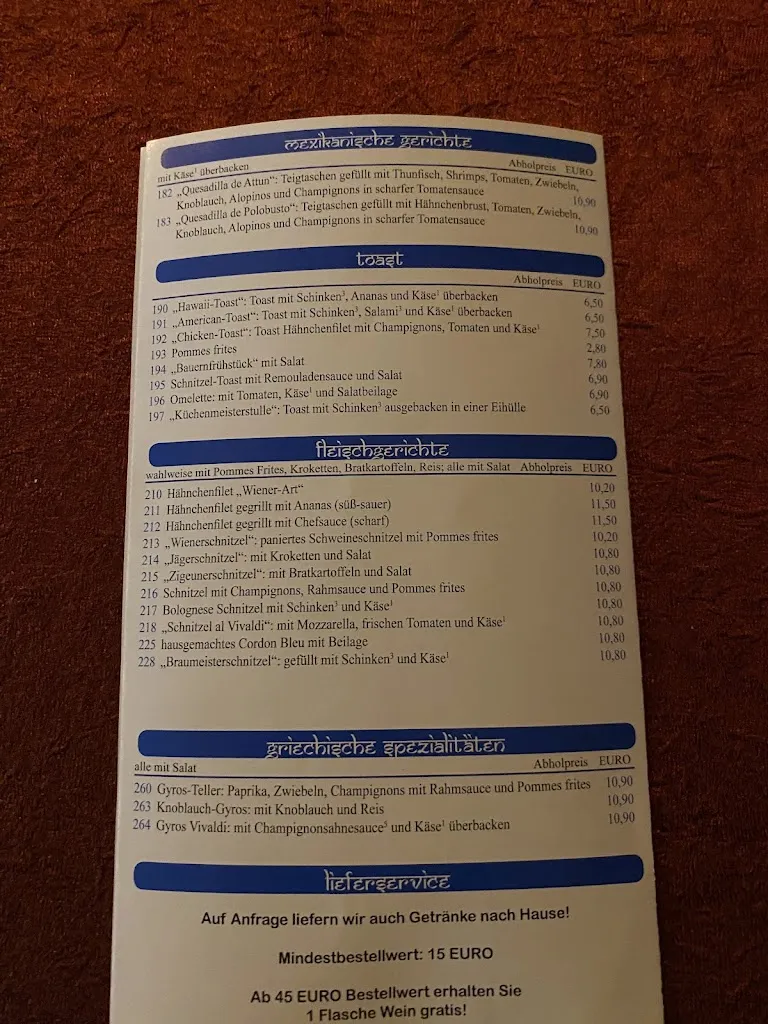 mexikanische gerichte
mit Käse¹ überbacken Abholpreis EURO
182 „Quesadilla de Attun“: Teigtaschen gefüllt mit Thunfisch, Shrimps, Tomaten, Zwiebeln,
Knoblauch, Alopinos und Champignons in scharfer Tomatensauce 10,90
183 „Quesadilla de Polobusto“: Teigtaschen gefüllt mit Hähnchenbrust, Tomaten, Zwiebeln,
Knoblauch, Alopinos und Champignons in scharfer Tomatensauce 10,90
toast
Abholpreis EURO
190 „Hawaii-Toast“: Toast mit Schinken³, Ananas und Käse¹ überbacken 6,50
191 „American-Toast“: Toast mit Schinken³, Salami³ und Käse¹ überbacken 6,50
192 „Chicken-Toast“: Toast Hähnchenfilet mit Champignons, Tomaten und Käse¹ 7,50
193 Pommes frites 2,80
194 „Bauernfrühstück“ mit Salat 7,80
195 Schnitzel-Toast mit Remouladensauce und Salat 6,90
196 Omelette: mit Tomaten, Käse¹ und Salatbeilage 6,90
197 „Küchenmeisterstulle“: Toast mit Schinken³ ausgebacken in einer Eihülle 6,50
fleischgerichte
wahlweise mit Pommes Frites, Kroketten, Bratkartoffeln, Reis; alle mit Salat Abholpreis EURO
210 Hähnchenfilet „Wiener-Art“ 10,20
211 Hähnchenfilet gegrillt mit Ananas (süß-sauer) 11,50
212 Hähnchenfilet gegrillt mit Chefsauce (scharf) 11,50
213 „Wienerschnitzel“: paniertes Schweineschnitzel mit Pommes frites 10,20
214 „Jägerschnitzel“: mit Kroketten und Salat 10,80
215 „Zigeunerschnitzel“: mit Bratkartoffeln und Salat 10,80
216 Schnitzel mit Champignons, Rahmsauce und Pommes frites 10,80
217 Bolognese Schnitzel mit Schinken³ und Käse¹ 10,80
218 „Schnitzel al Vivaldi“: mit Mozzarella, frischen Tomaten und Käse¹ 10,80
225 hausgemachtes Cordon Bleu mit Beilage 10,80
228 „Braumeisterschnitzel“: gefüllt mit Schinken³ und Käse¹ 10,80
griechische spezialitäten
alle mit Salat Abholpreis EURO
260 Gyros-Teller: Paprika, Zwiebeln, Champignons mit Rahmsauce und Pommes frites 10,90
263 Knoblauch-Gyros: mit Knoblauch und Reis 10,90
264 Gyros Vivaldi: mit Champignonsahnesauce⁵ und Käse¹ überbacken 10,90
lieferservice
Auf Anfrage liefern wir auch Getränke nach Hause!
Mindestbestellwert: 15 EURO
Ab 45 EURO Bestellwert erhalten Sie
1 Flasche Wein gratis!